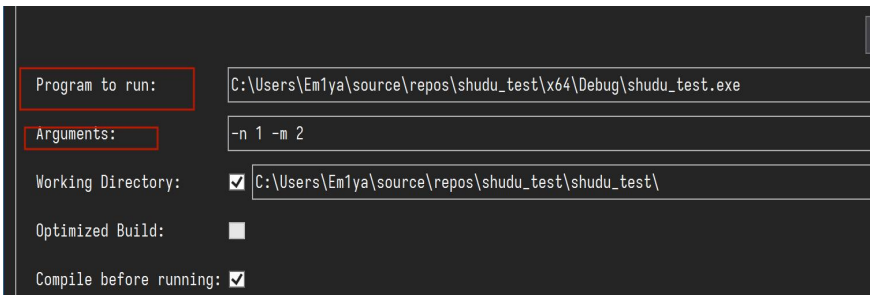 Program to run: C:\Users\Em1ya\source\repos\shudu_test\x64\Debug\shudu_test.exe
Arguments: -n 1 -m 2
Working Directory: C:\Users\Em1ya\source\repos\shudu_test\shudu_test\
Optimized Build:
Compile before running: